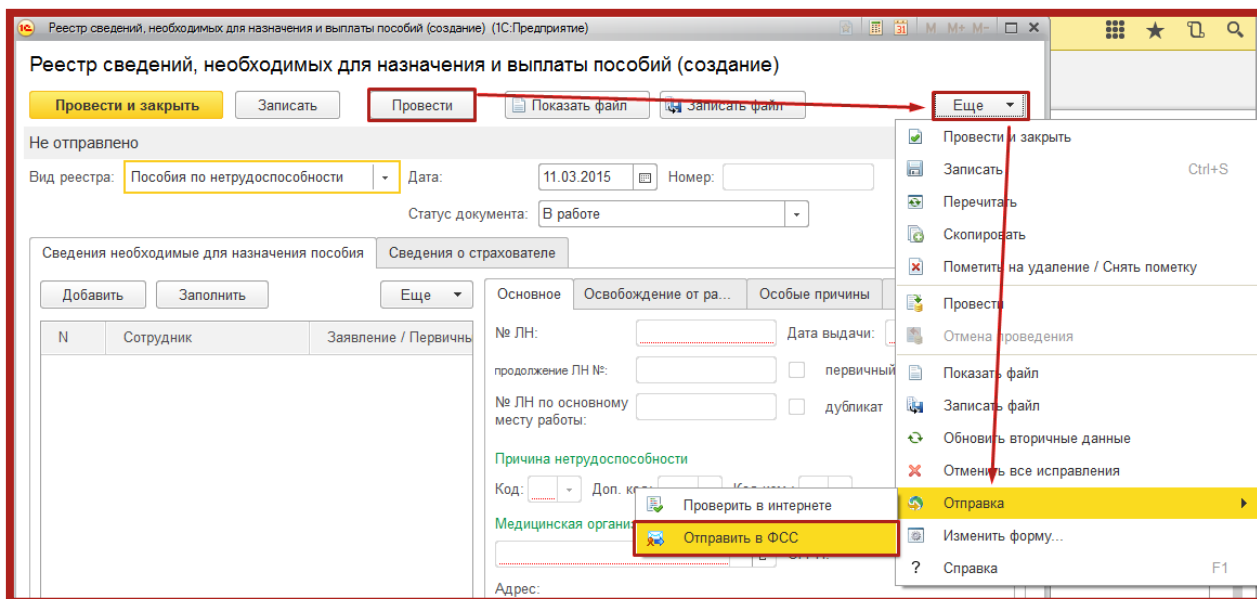 Реестр сведений, необходимых для назначения и выплаты пособий (создание) (1С:Предприятие)
M M+ M-
Реестр сведений, необходимых для назначения и выплаты пособий (создание)
Провести и закрыть Записать Провести Показать файл Записать файл Еще
Не отправлено
Вид реестра: Пособия по нетрудоспособности Дата: 11.03.2015 Номер:
Статус документа: В работе
Сведения необходимые для назначения пособия Сведения о страхователе
Добавить Заполнить Еще
N Сотрудник Заявление / Первичнь
Основное Освобождение от ра... Особые причины
№ ЛН: Дата выдачи:
продолжение ЛН №: первичный
№ ЛН по основному
месту работы:
дубликат
Причина нетрудоспособности
Код: Доп. код:
Медицинская органи
Адрес:
Провести и закрыть
Записать Ctrl+S
Перечитать
Скопировать
Пометить на удаление / Снять пометку
Провести
Отмена проведения
Показать файл
Записать файл
Обновить вторичные данные
Отменить все исправления
Отправка
Изменить форму...
Справка F1
Проверить в интернете
Отправить в ФСС